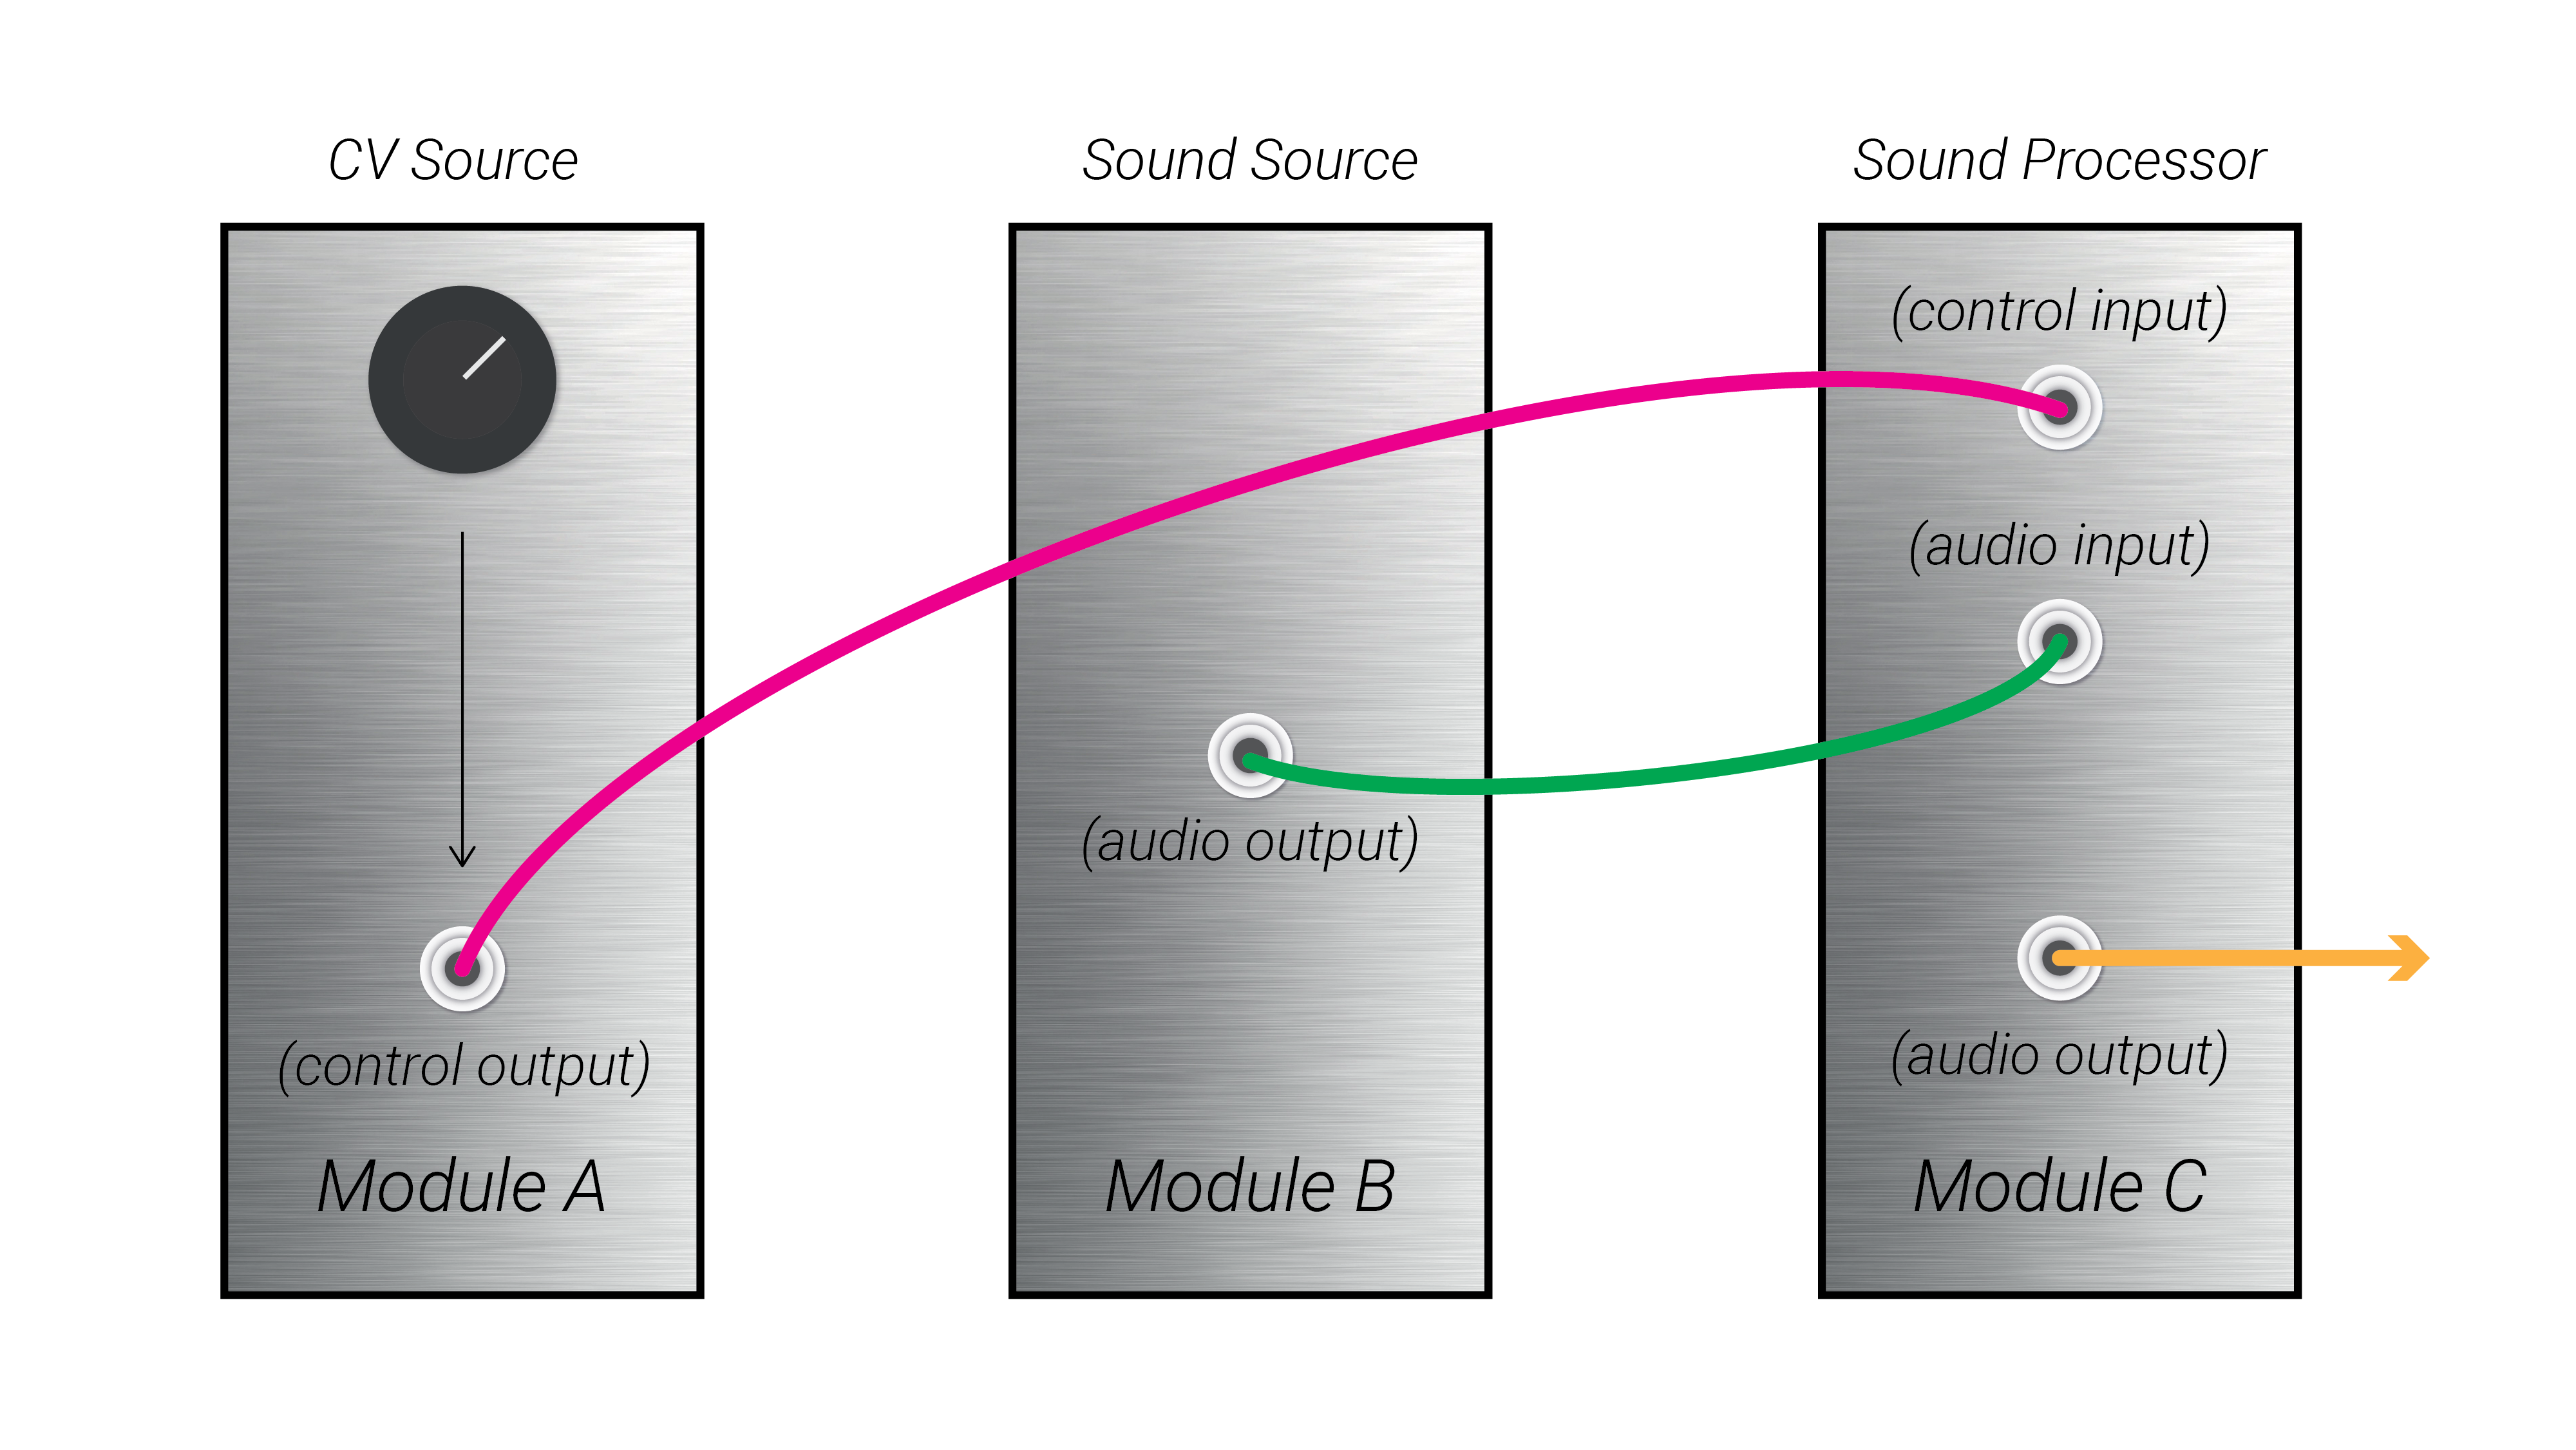 CV Source
Sound Source
Sound Processor
(control input)
(audio input)
(audio output)
(control output)
(audio output)
Module A
Module B
Module C